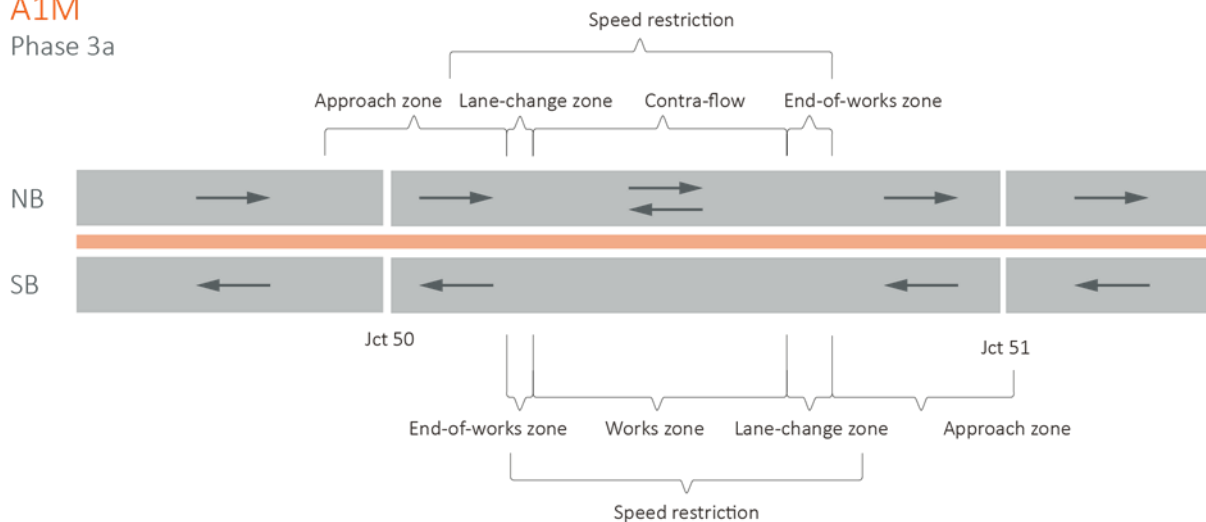 A1M
Phase 3a
Speed restriction
Approach zone Lane-change zone Contra-flow End-of-works zone
NB
SB
Jct 50
Jct 51
End-of-works zone Works zone Lane-change zone Approach zone
Speed restriction